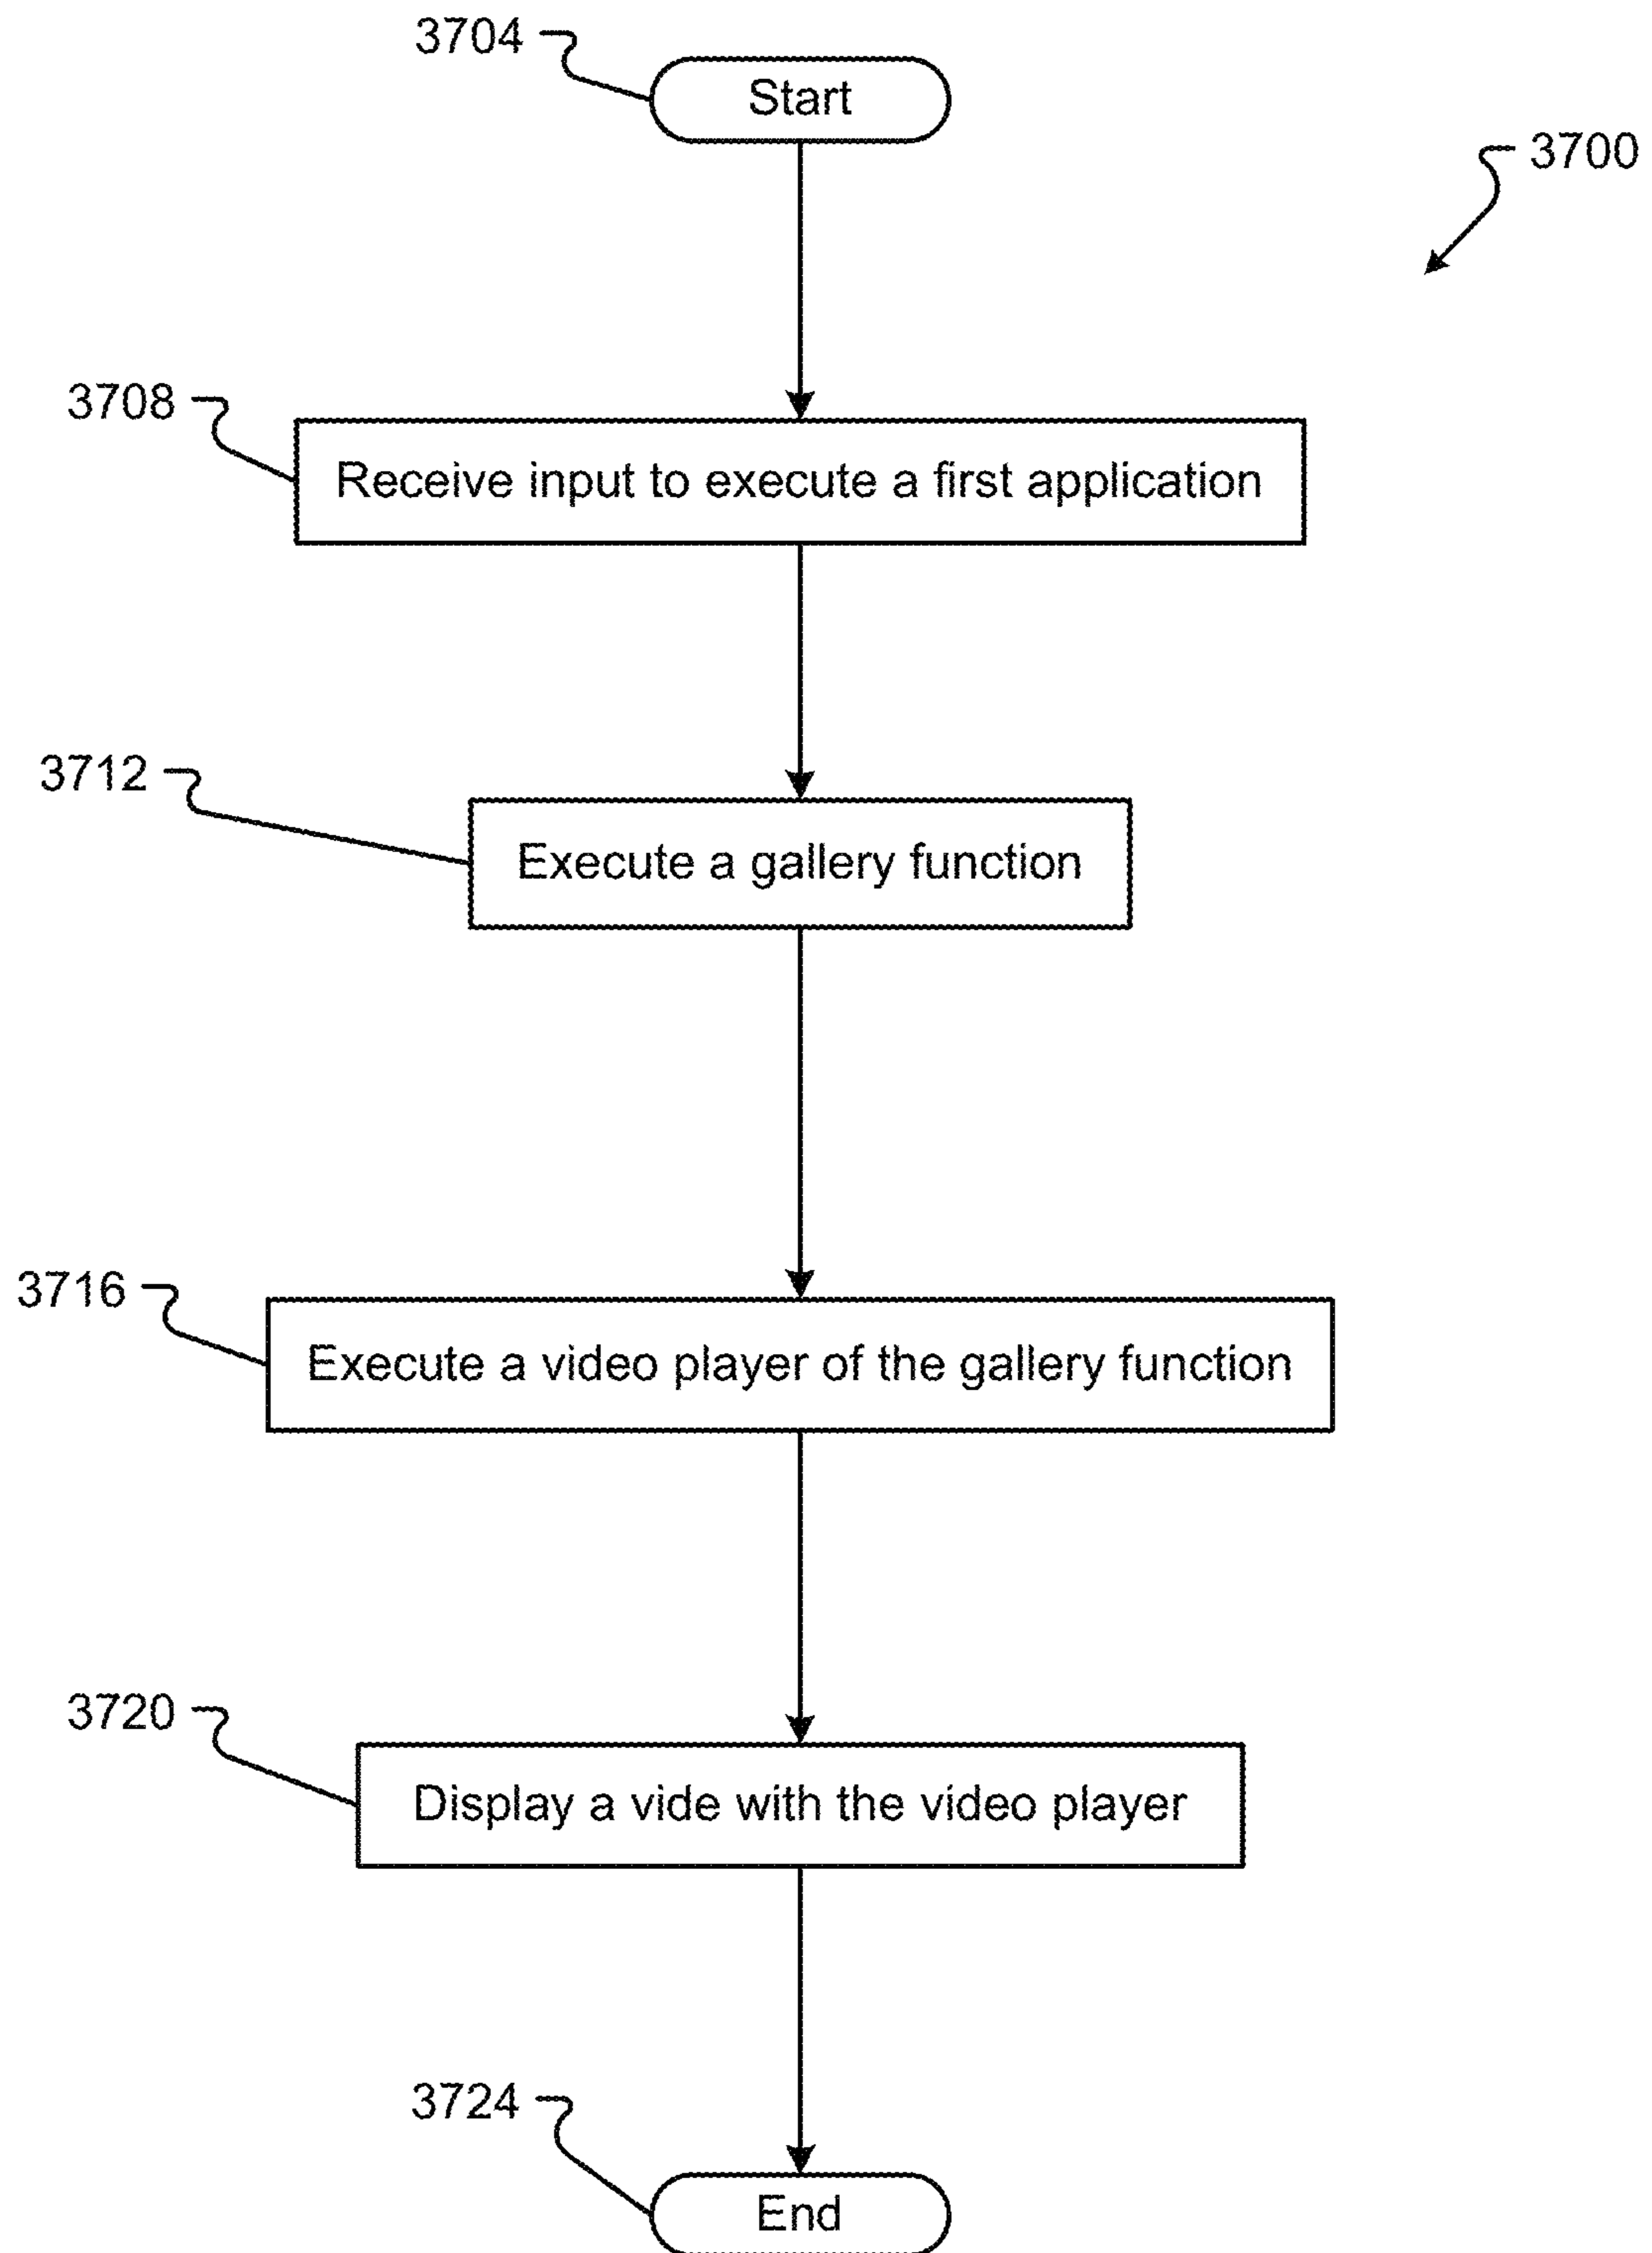 3704
Start
3700
3708
Receive input to execute a first application
3712
Execute a gallery function
3716
Execute a video player of the gallery function
3720
Display a vide with the video player
3724
End